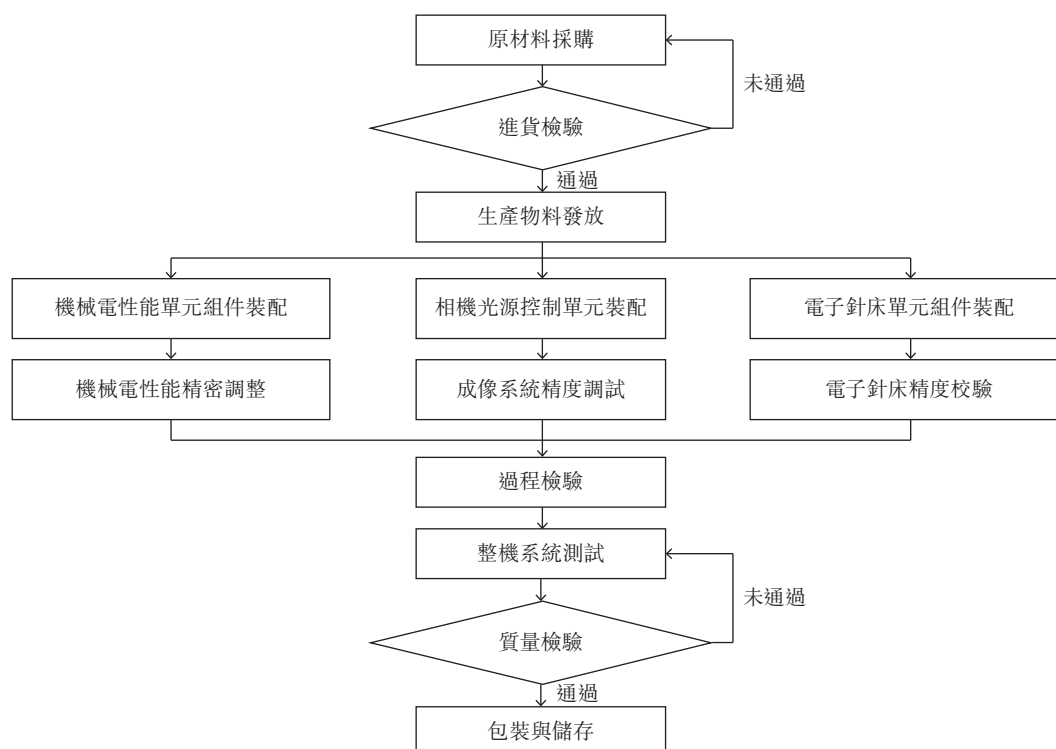 原材料採購
未通過
進貨檢驗
通過
生產物料發放
機械電性能單元組件裝配
相機光源控制單元裝配
電子針床單元組件裝配
機械電性能精密調整
成像系統精度調試
電子針床精度校驗
過程檢驗
整機系統測試
未通過
質量檢驗
通過
包裝與儲存